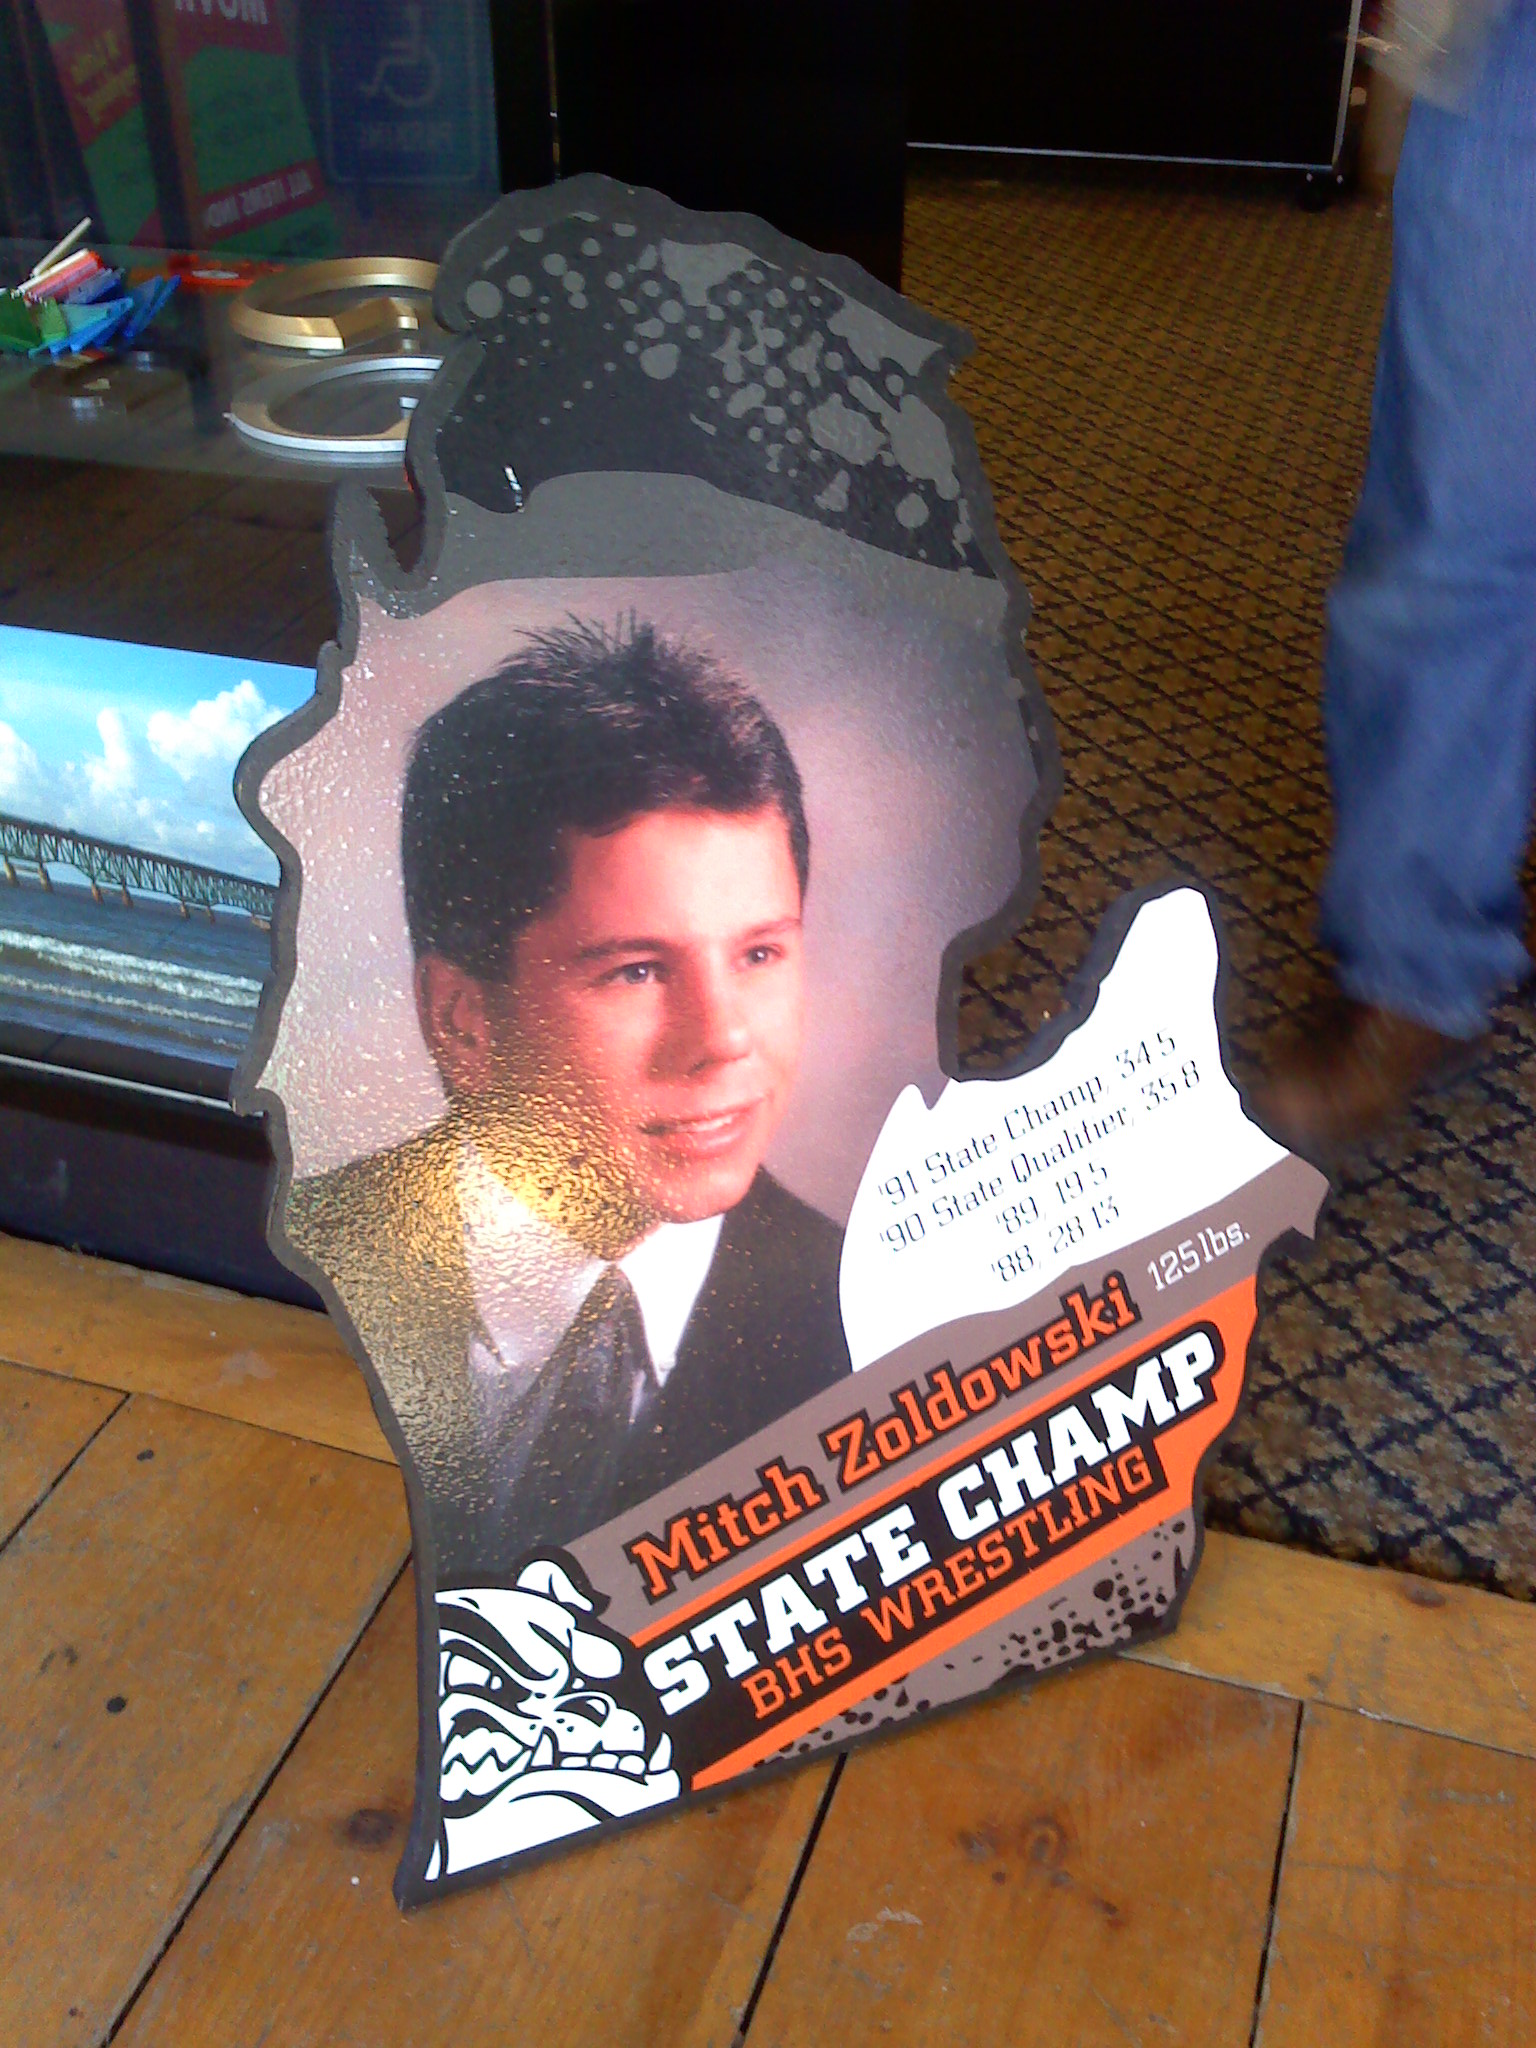 '91 State Champ, 34-5
'90 State Qualifier, 35-8
'89, 19-5
'88, 28-13
125 lbs.
Mitch Zoldowski
STATE CHAMP
BHS WRESTLING